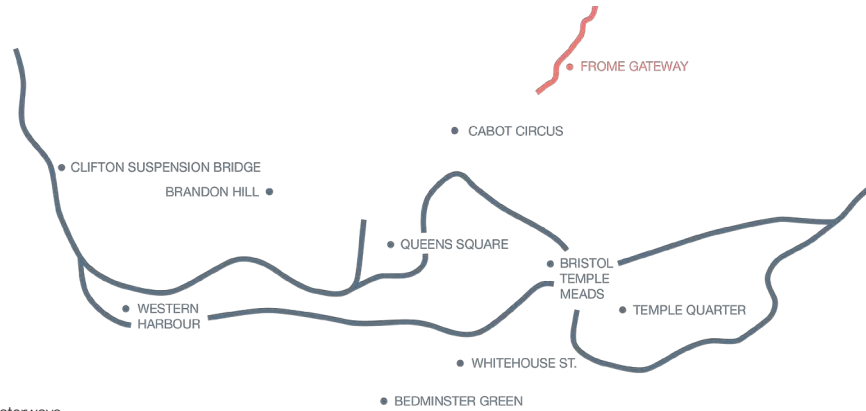 FROME GATEWAY
CABOT CIRCUS
CLIFTON SUSPENSION BRIDGE
BRANDON HILL
QUEENS SQUARE
BRISTOL
TEMPLE
MEADS
WESTERN
HARBOUR
TEMPLE QUARTER
WHITEHOUSE ST.
BEDMINSTER GREEN